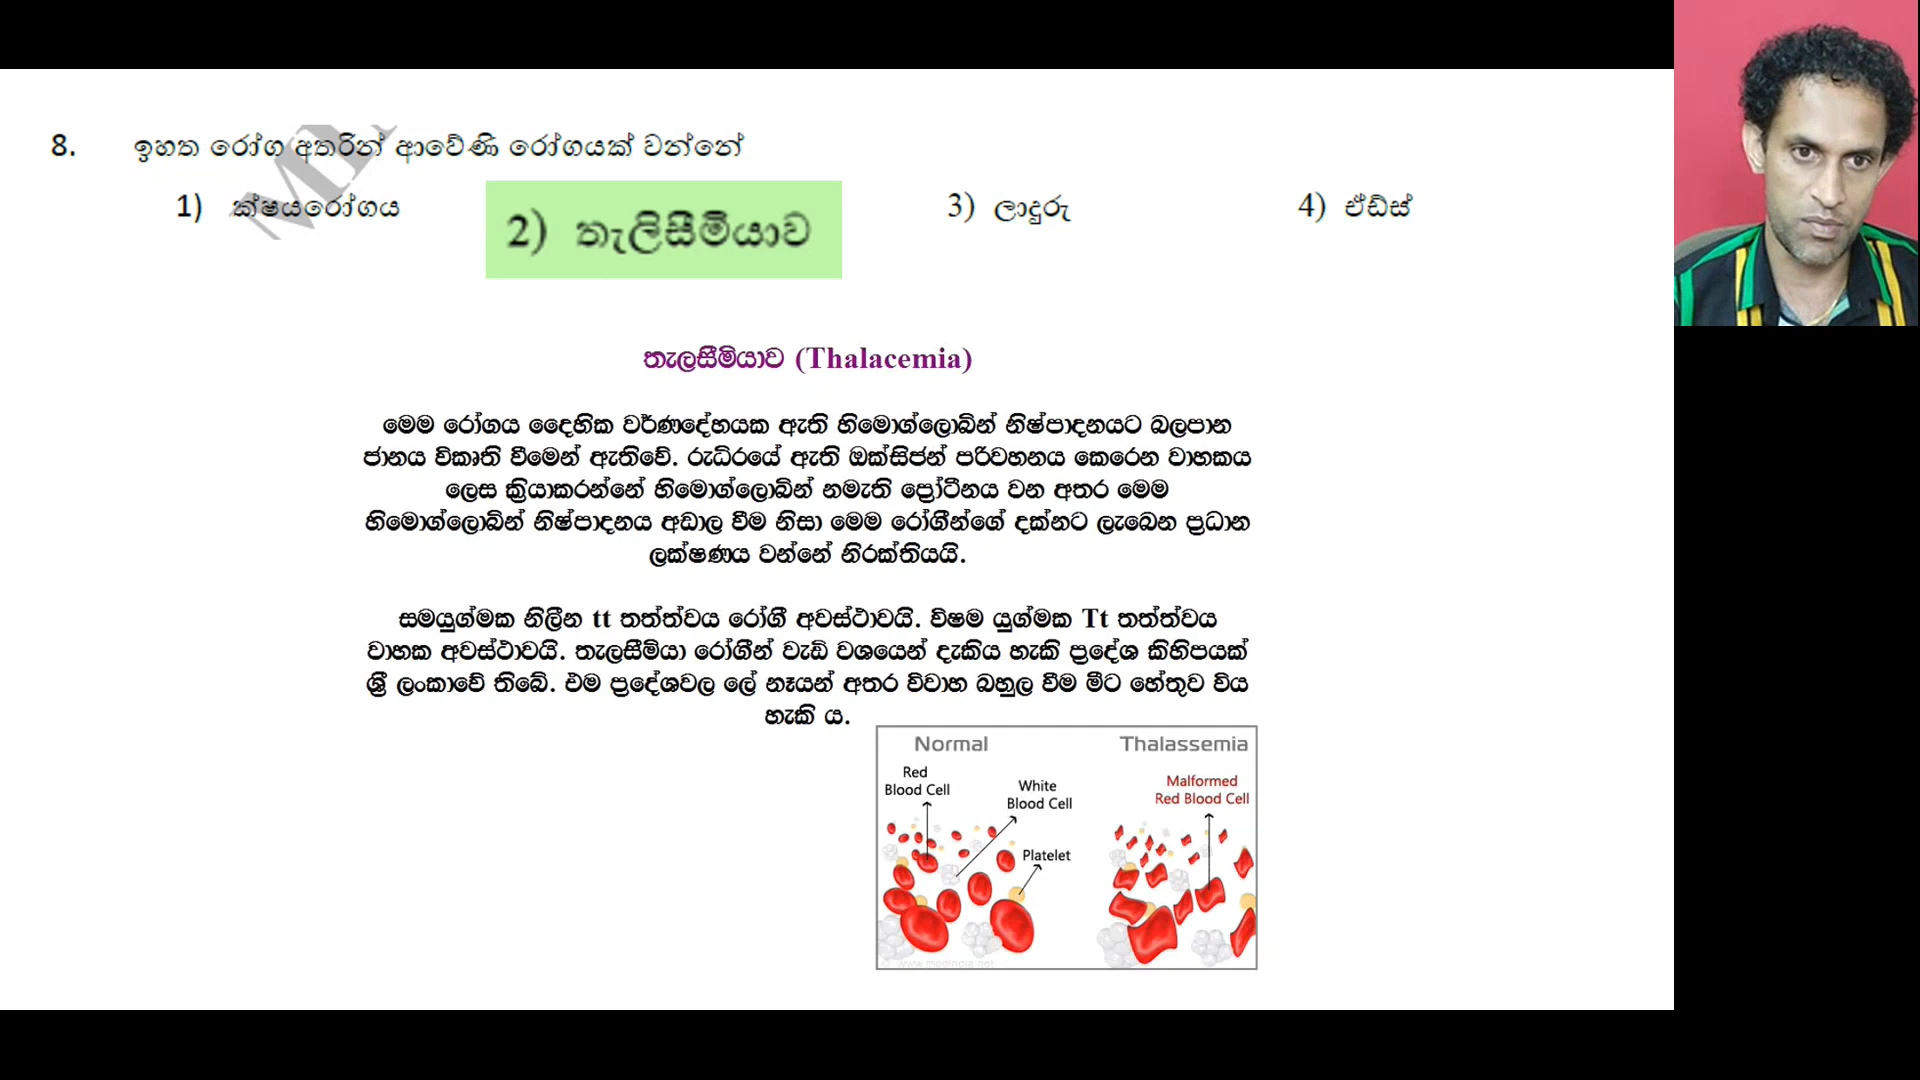 8. ඉහත රෝග අතරින් ආවේණි රෝගයක් වන්නේ
1) ක්ෂයරෝගය 2) තැලිසීමියාව 3) ලාදුරු 4) ඒඩ්ස්
තැලසීමියාව (Thalacemia)
මෙම රෝගය දෛහික වර්ණදේහයක ඇති හිමොග්ලොබින් නිෂ්පාදනයට බලපාන
ජානය විකෘති වීමෙන් ඇතිවේ. රුධිරයේ ඇති ඔක්සිජන් පරිවහනය කෙරෙන වාහකය
ලෙස ක්‍රියාකරන්නේ හිමොග්ලොබින් නමැති ප්‍රෝටීනය වන අතර මෙම
හිමොග්ලොබින් නිෂ්පාදනය අඩාල වීම නිසා මෙම රෝගීන්ගේ දක්නට ලැබෙන ප්‍රධාන
ලක්ෂණය වන්නේ නිරක්තියයි.
සමයුග්මක නිලීන tt තත්ත්වය රෝගී අවස්ථාවයි. විෂම යුග්මක Tt තත්ත්වය
වාහක අවස්ථාවයි. තැලසීමියා රෝගීන් වැඩි වශයෙන් දැකිය හැකි ප්‍රදේශ කිහිපයක්
ශ්‍රී ලංකාවේ තිබේ. එම ප්‍රදේශවල ලේ නෑයන් අතර විවාහ බහුල වීම මීට හේතුව විය
හැකි ය.
Normal Thalassemia
Red
Blood Cell
White
Blood Cell
Platelet
Malformed
Red Blood Cell
www.medindia.net